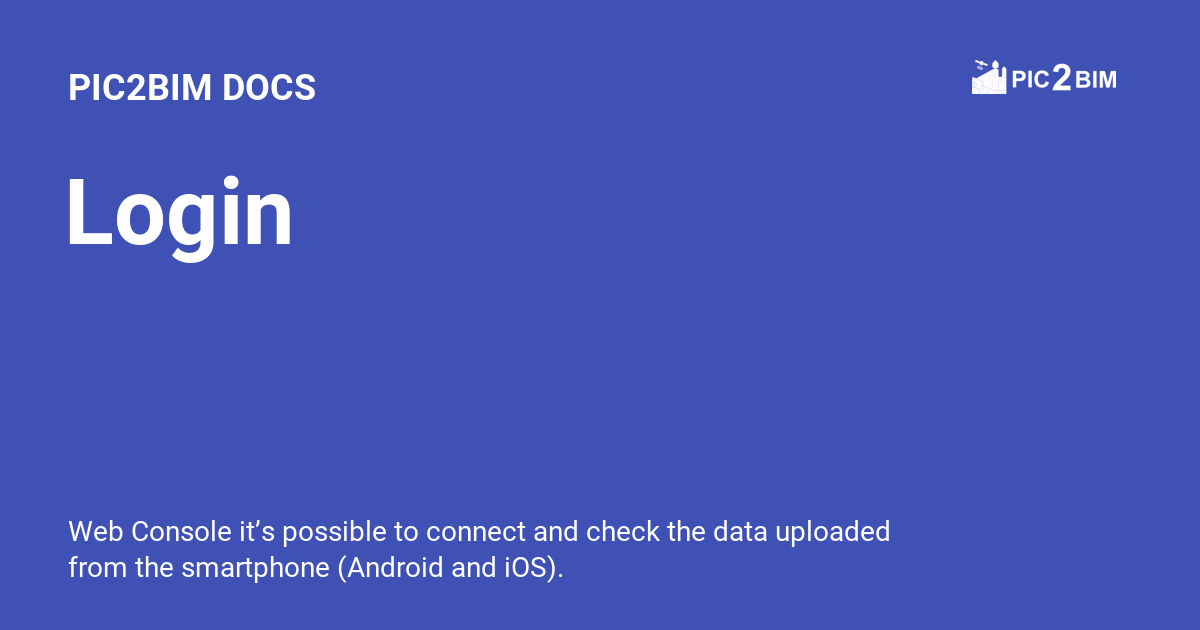 PIC2BIM DOCS
PIC2BIM
Login
Web Console it’s possible to connect and check the data uploaded
from the smartphone (Android and iOS).